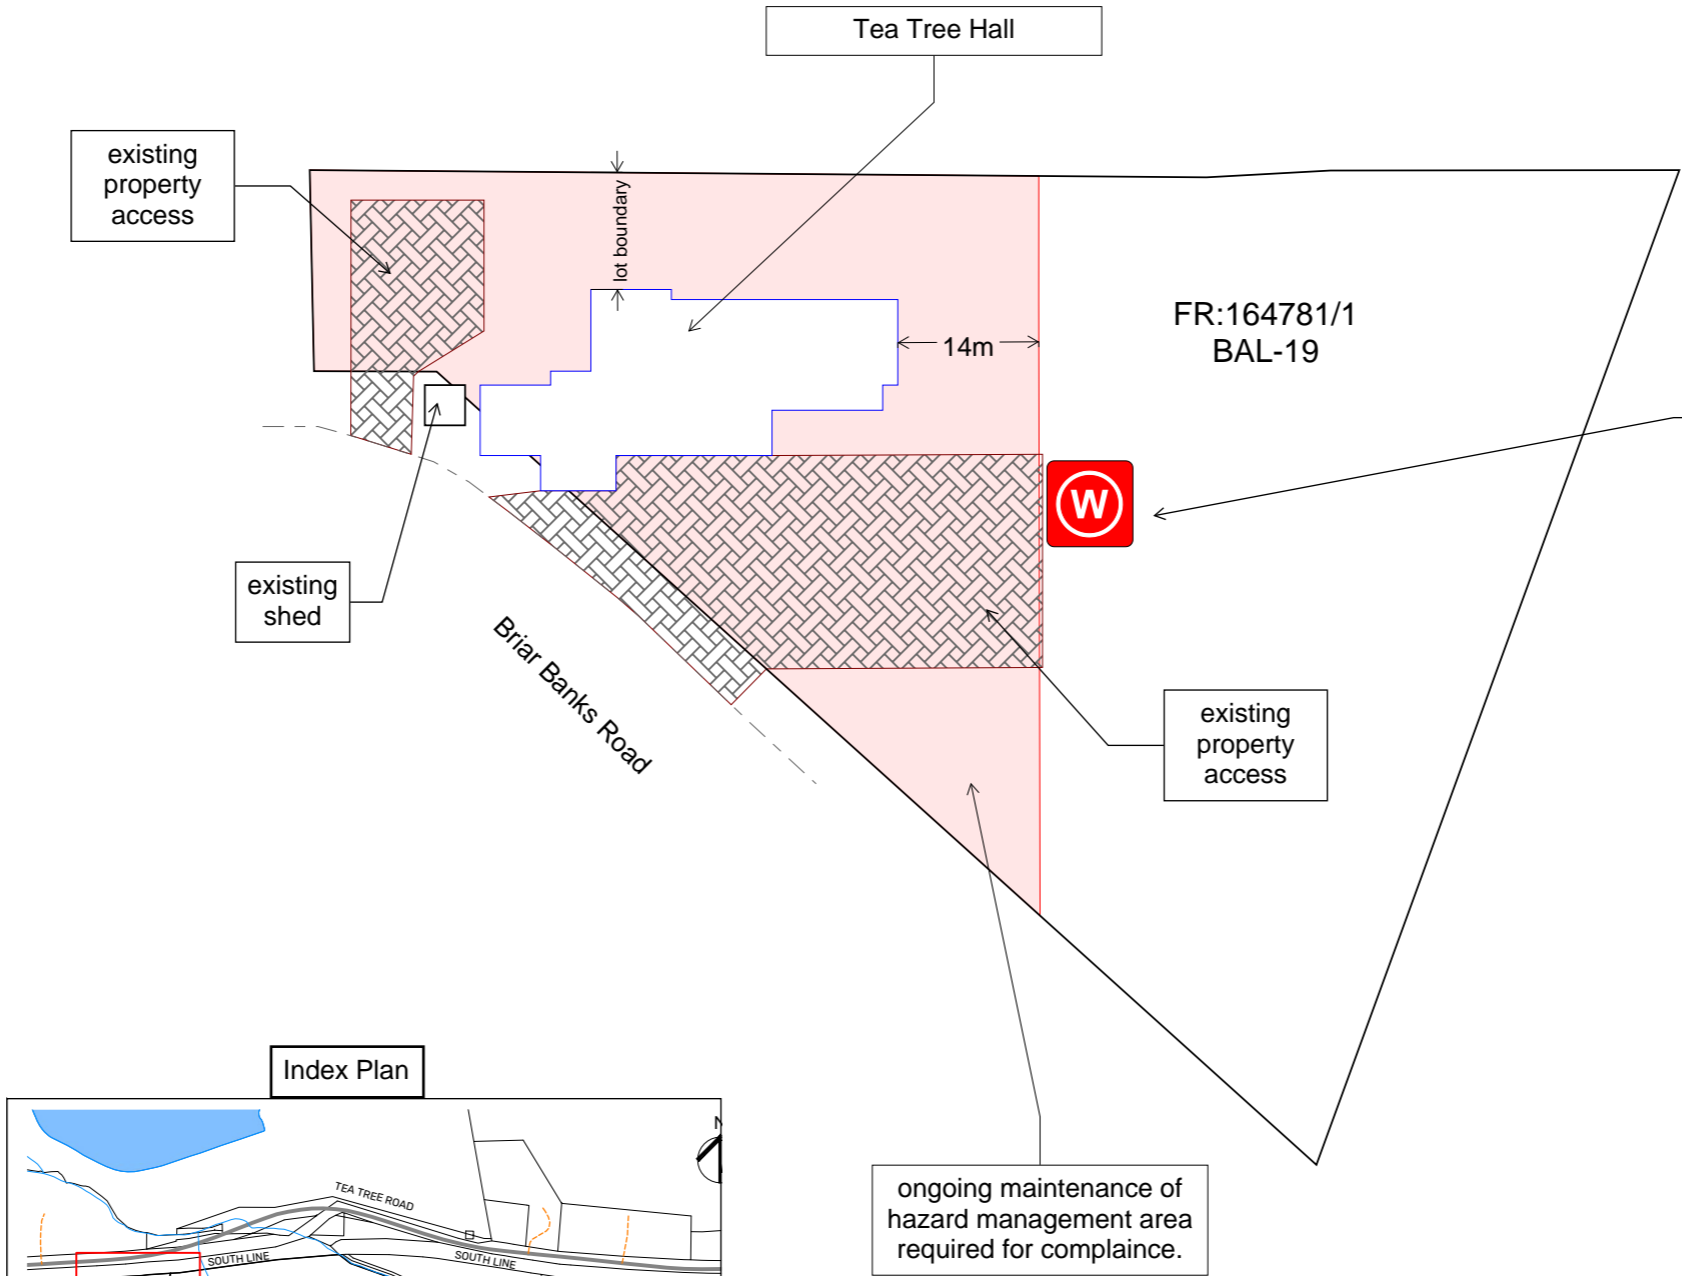 Tea Tree Hall
existing
property
access
lot boundary
14m
FR:164781/1
BAL-19
W
existing
shed
Briar Banks Road
existing
property
access
Index Plan
N
TEA TREE ROAD
SOUTH LINE
SOUTH LINE
ongoing maintenance of
hazard management area
required for complaince.